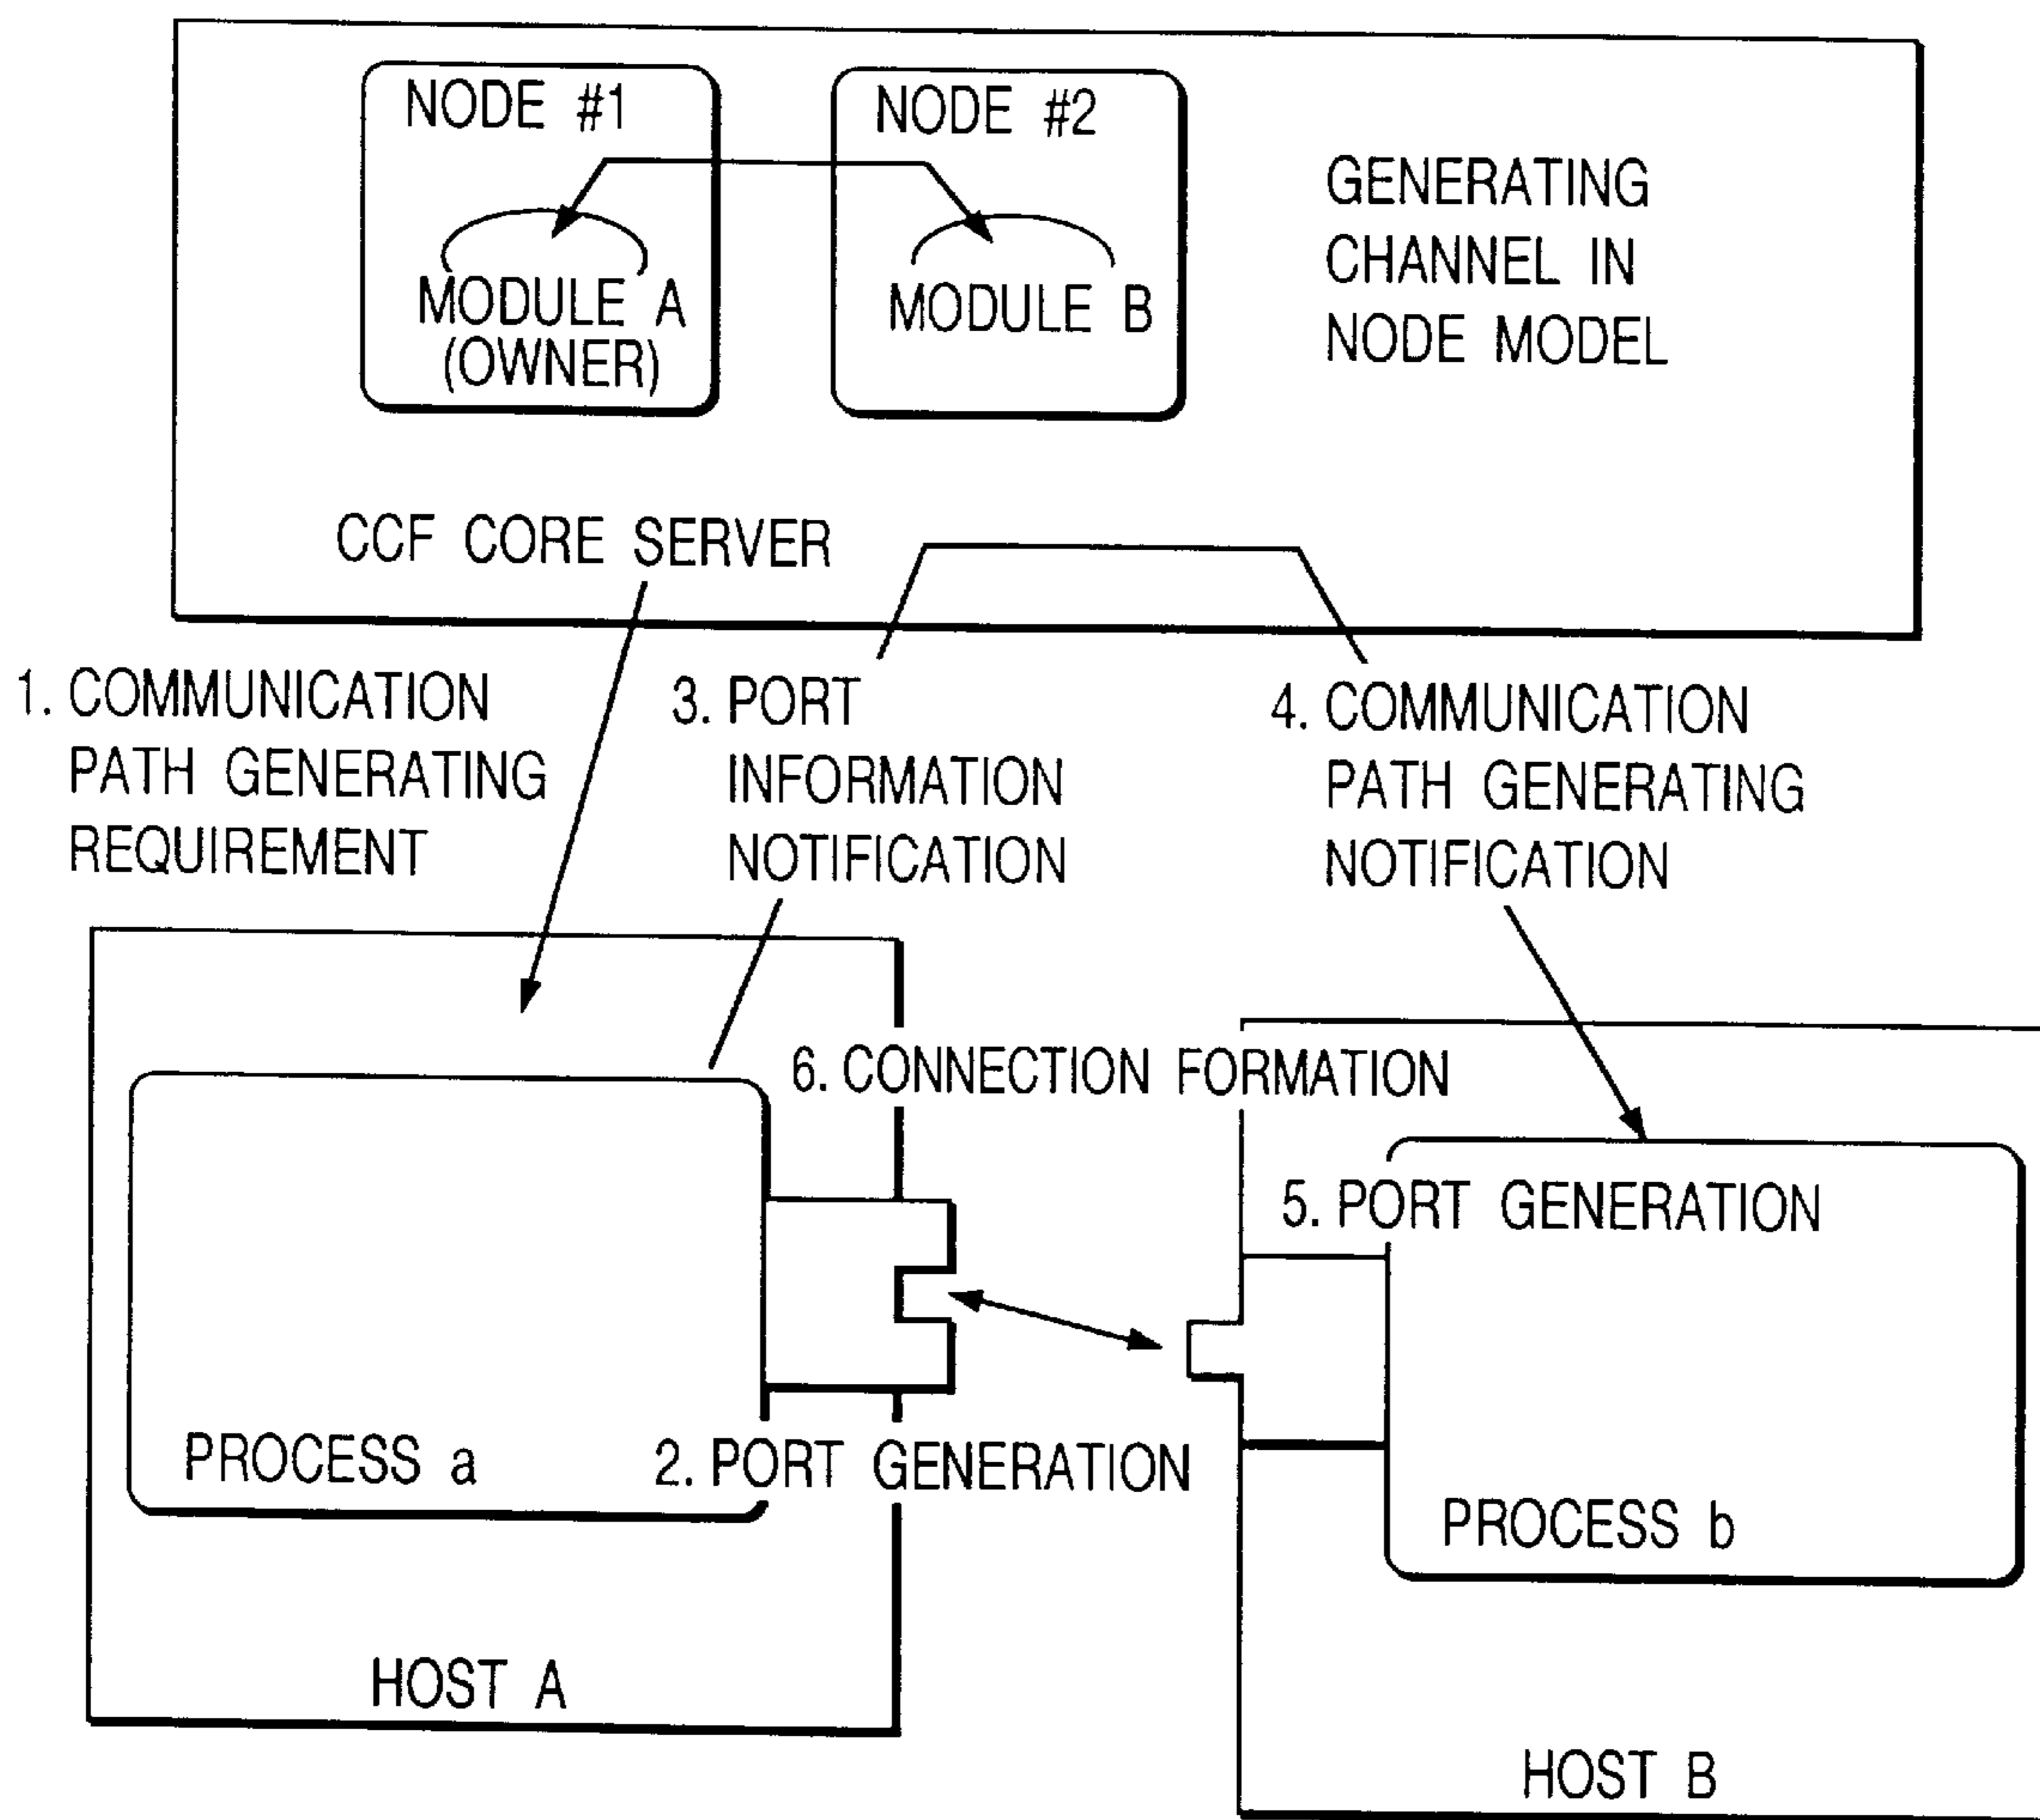 NODE #1
NODE #2
MODULE A
(OWNER)
MODULE B
GENERATING
CHANNEL IN
NODE MODEL
CCF CORE SERVER
1. COMMUNICATION
PATH GENERATING
REQUIREMENT
3. PORT
INFORMATION
NOTIFICATION
4. COMMUNICATION
PATH GENERATING
NOTIFICATION
6. CONNECTION FORMATION
5. PORT GENERATION
PROCESS a
2. PORT GENERATION
PROCESS b
HOST A
HOST B